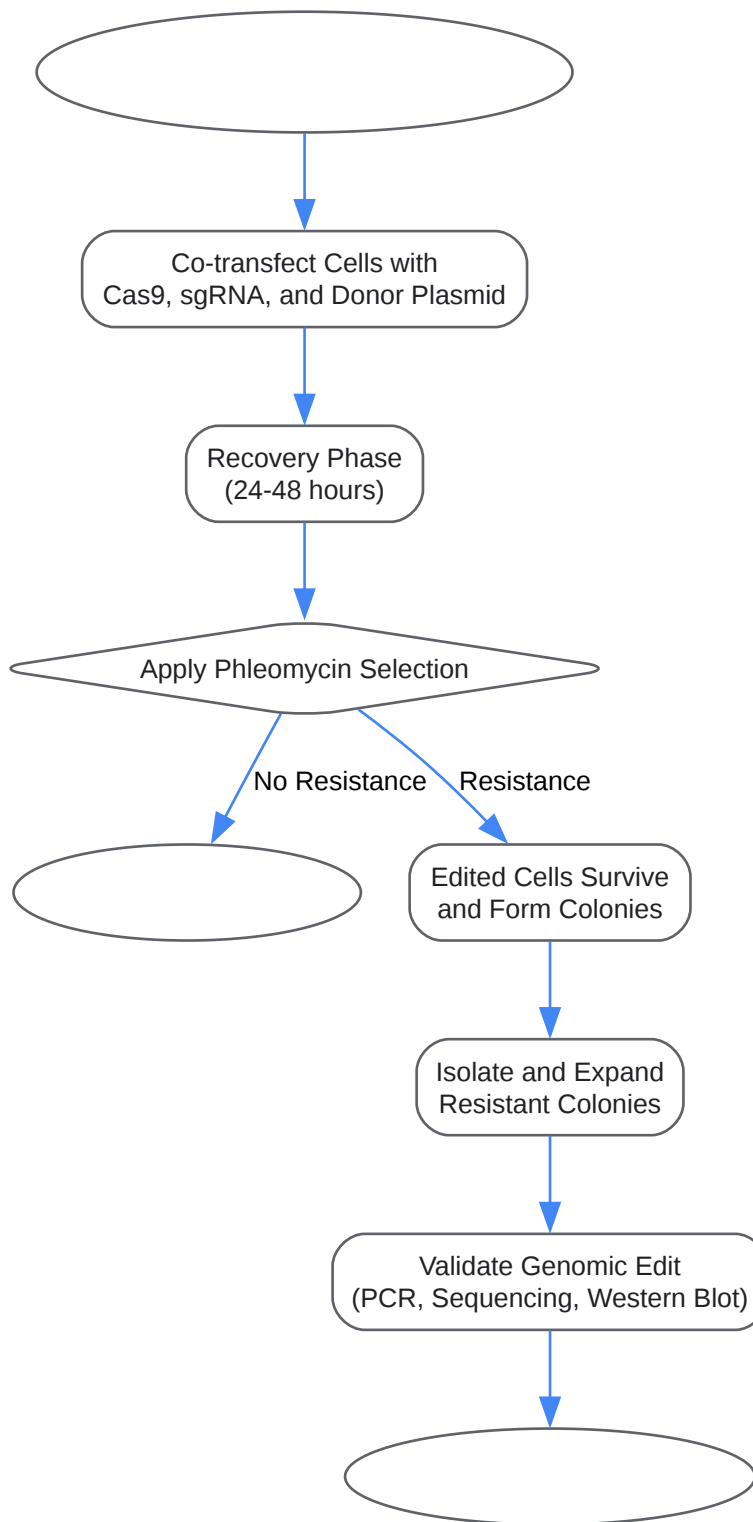 Co-transfect Cells with
Cas9, sgRNA, and Donor Plasmid
Recovery Phase
(24-48 hours)
Apply Phleomycin Selection
No Resistance
Resistance
Edited Cells Survive
and Form Colonies
Isolate and Expand
Resistant Colonies
Validate Genomic Edit
(PCR, Sequencing, Western Blot)